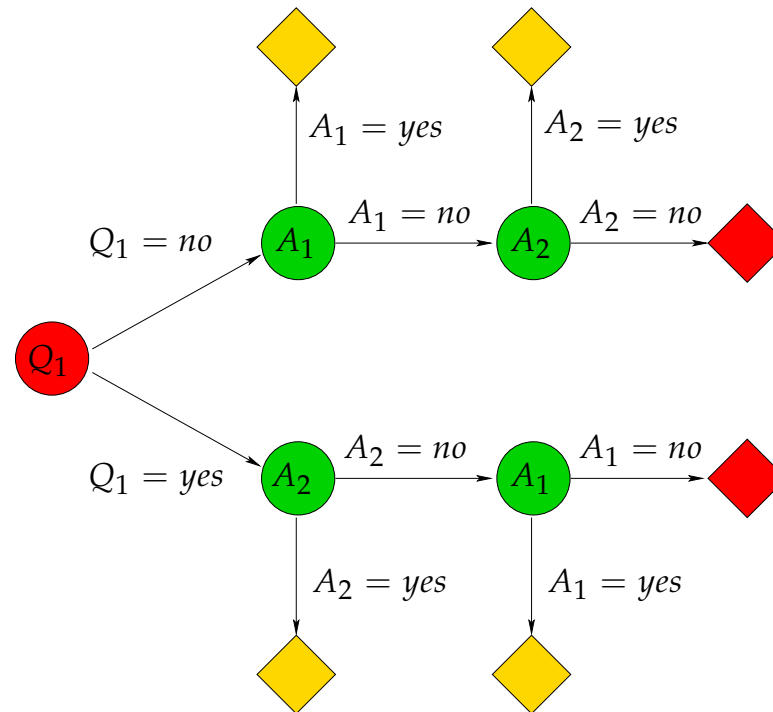 A₁ = yes
A₂ = yes
Q₁ = no
A₁
A₁ = no
A₂
A₂ = no
Q₁
Q₁ = yes
A₂
A₂ = no
A₁
A₁ = no
A₂ = yes
A₁ = yes